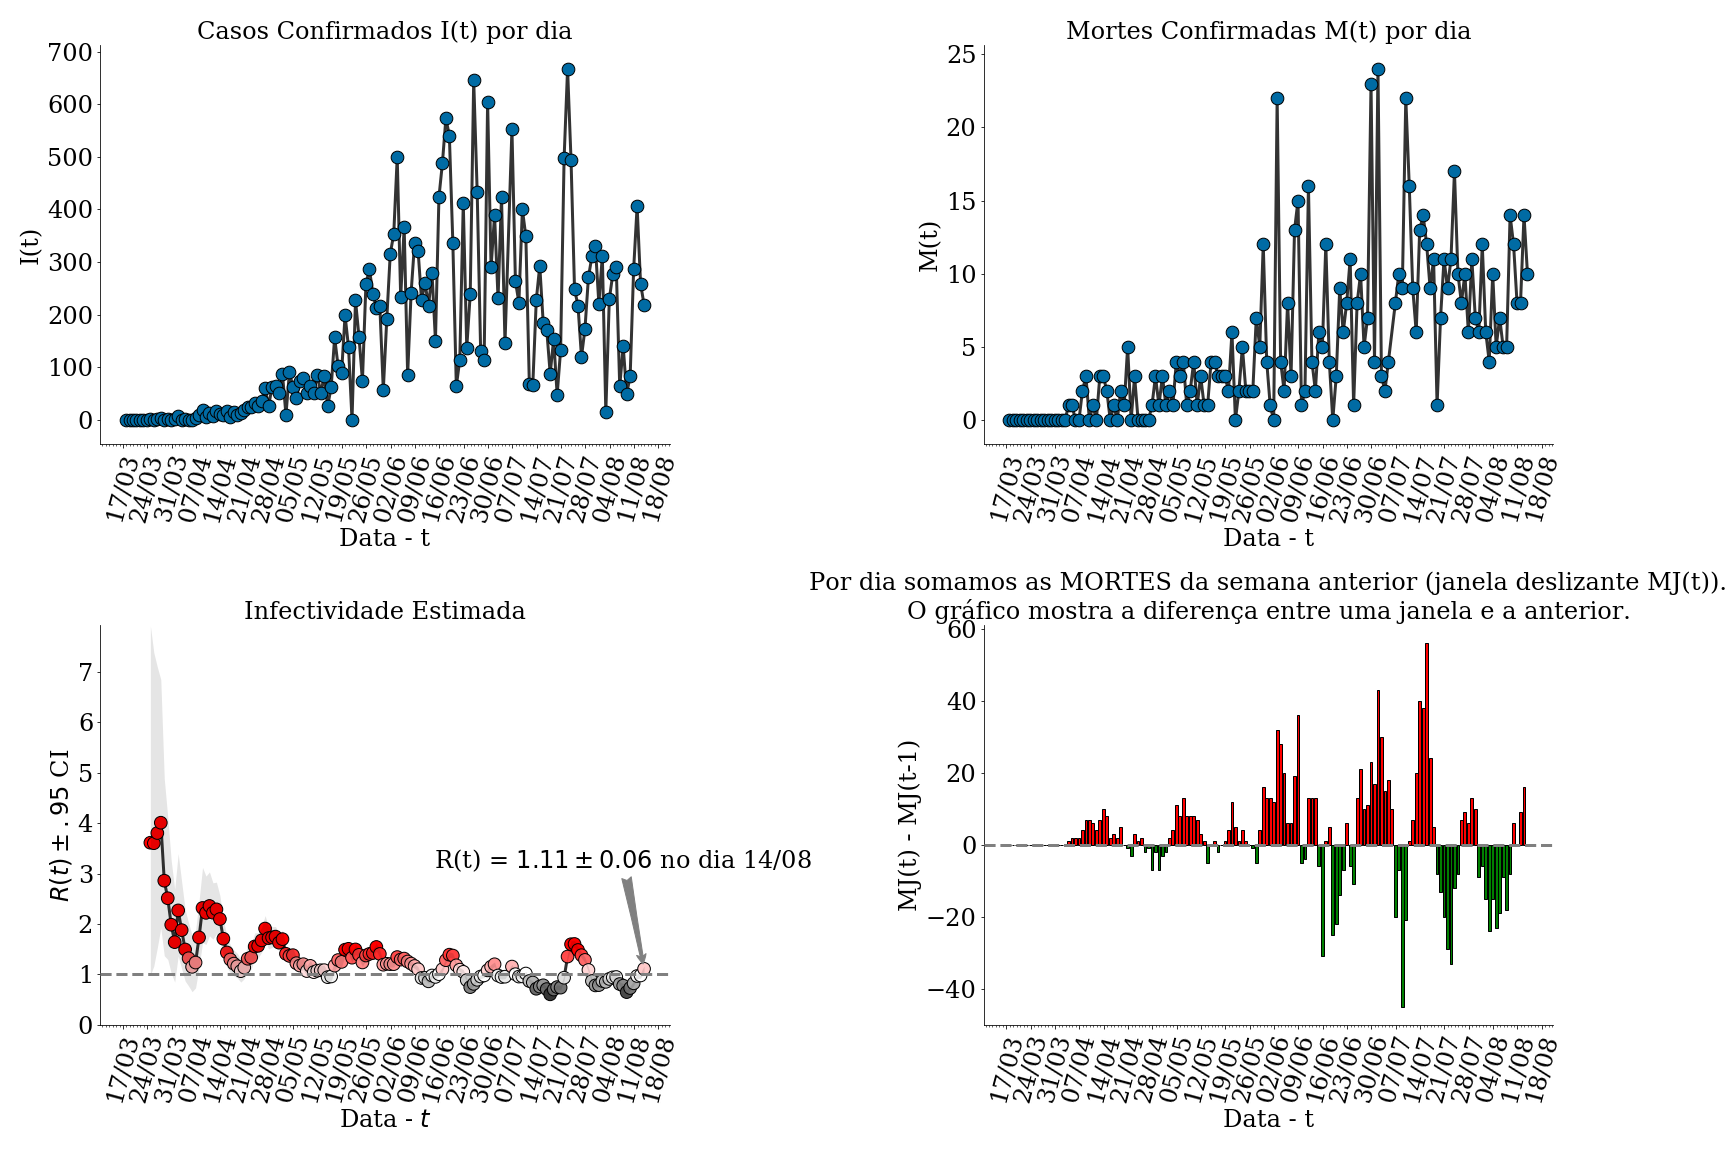 Casos Confirmados I(t) por dia
I(t)
700
600
500
400
300
200
100
0
17/03 24/03 31/03 07/04 14/04 21/04 28/04 05/05 12/05 19/05 26/05 02/06 09/06 16/06 23/06 30/06 07/07 14/07 21/07 28/07 04/08 11/08 18/08
Data - t
Mortes Confirmadas M(t) por dia
M(t)
25
20
15
10
5
0
17/03 24/03 31/03 07/04 14/04 21/04 28/04 05/05 12/05 19/05 26/05 02/06 09/06 16/06 23/06 30/06 07/07 14/07 21/07 28/07 04/08 11/08 18/08
Data - t
Infectividade Estimada
R(t) ± .95 CI
7
6
5
4
3
2
1
0
R(t) = 1.11 ± 0.06 no dia 14/08
17/03 24/03 31/03 07/04 14/04 21/04 28/04 05/05 12/05 19/05 26/05 02/06 09/06 16/06 23/06 30/06 07/07 14/07 21/07 28/07 04/08 11/08 18/08
Data - t
Por dia somamos as MORTES da semana anterior (janela deslizante MJ(t)).
O gráfico mostra a diferença entre uma janela e a anterior.
MJ(t) - MJ(t-1)
60
40
20
0
−20
−40
17/03 24/03 31/03 07/04 14/04 21/04 28/04 05/05 12/05 19/05 26/05 02/06 09/06 16/06 23/06 30/06 07/07 14/07 21/07 28/07 04/08 11/08 18/08
Data - t